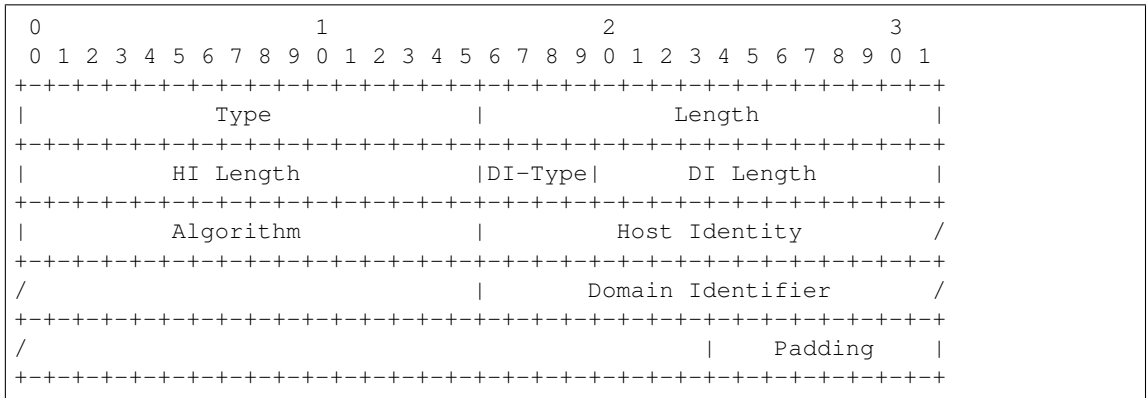 0                   1                   2                   3
 0 1 2 3 4 5 6 7 8 9 0 1 2 3 4 5 6 7 8 9 0 1 2 3 4 5 6 7 8 9 0 1
+-+-+-+-+-+-+-+-+-+-+-+-+-+-+-+-+-+-+-+-+-+-+-+-+-+-+-+-+-+-+-+-+
|             Type              |             Length            |
+-+-+-+-+-+-+-+-+-+-+-+-+-+-+-+-+-+-+-+-+-+-+-+-+-+-+-+-+-+-+-+-+
|          HI Length            |DI-Type|      DI Length        |
+-+-+-+-+-+-+-+-+-+-+-+-+-+-+-+-+-+-+-+-+-+-+-+-+-+-+-+-+-+-+-+-+
|          Algorithm            |         Host Identity         /
+-+-+-+-+-+-+-+-+-+-+-+-+-+-+-+-+-+-+-+-+-+-+-+-+-+-+-+-+-+-+-+-+
/                               |       Domain Identifier       /
+-+-+-+-+-+-+-+-+-+-+-+-+-+-+-+-+-+-+-+-+-+-+-+-+-+-+-+-+-+-+-+-+
/                                               |    Padding    |
+-+-+-+-+-+-+-+-+-+-+-+-+-+-+-+-+-+-+-+-+-+-+-+-+-+-+-+-+-+-+-+-+